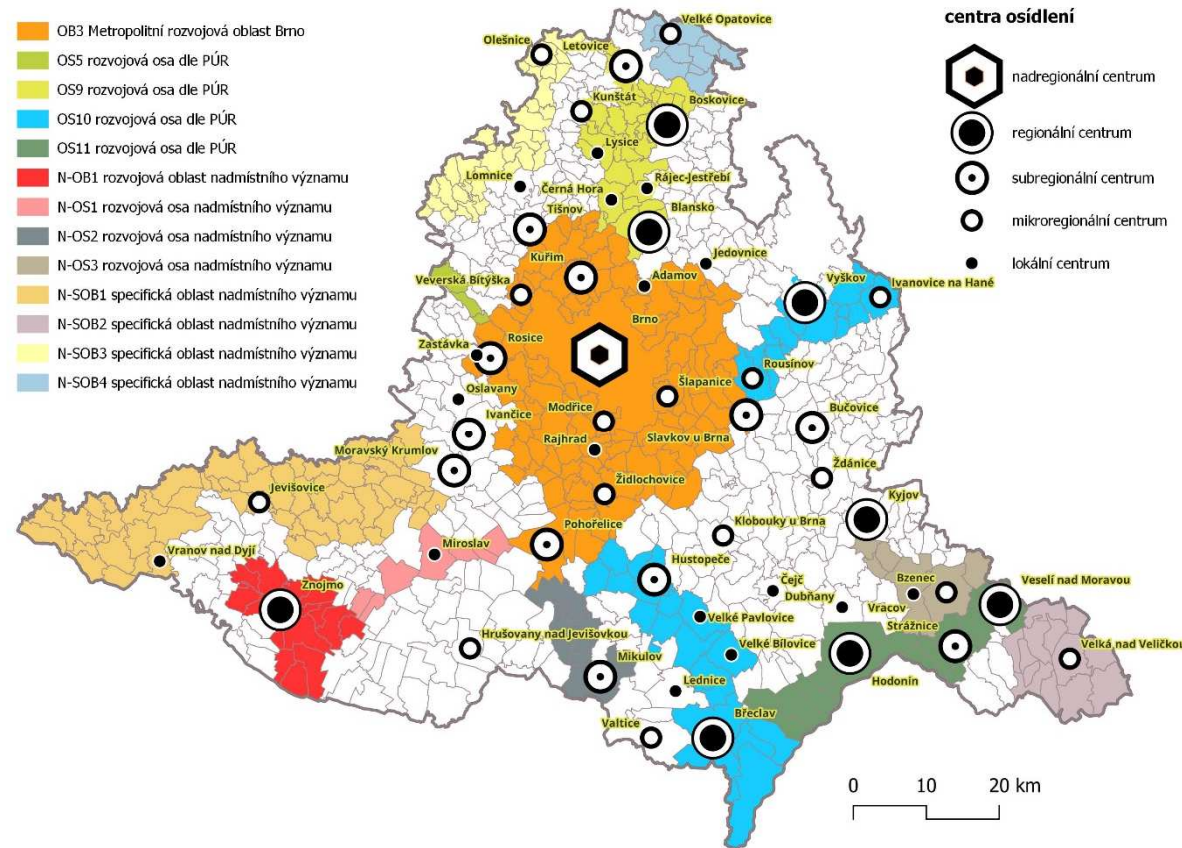 OB3 Metropolitní rozvojová oblast Brno
OS5 rozvojová osa dle PÚR
OS9 rozvojová osa dle PÚR
OS10 rozvojová osa dle PÚR
OS11 rozvojová osa dle PÚR
N-OB1 rozvojová oblast nadmístního významu
N-OS1 rozvojová osa nadmístního významu
N-OS2 rozvojová osa nadmístního významu
N-OS3 rozvojová osa nadmístního významu
N-SOB1 specifická oblast nadmístního významu
N-SOB2 specifická oblast nadmístního významu
N-SOB3 specifická oblast nadmístního významu
N-SOB4 specifická oblast nadmístního významu
centra osídlení
nadregionální centrum
regionální centrum
subregionální centrum
mikroregionální centrum
lokální centrum
Velké Opatovice
Olešnice
Letovice
Kunštát
Boskovice
Lysice
Lomnice
Rájec-Jestřebí
Černá Hora
Tišnov
Blansko
Jedovnice
Kuřim
Adamov
Veverská Bítýška
Vyškov
Ivanovice na Hané
Brno
Rosice
Zastávka
Rousínov
Oslavany
Šlapanice
Modřice
Ivančice
Bučovice
Rajhrad
Slavkov u Brna
Moravský Krumlov
Ždánice
Jevišovice
Židlochovice
Kyjov
Pohořelice
Klobouky u Brna
Miroslav
Vranov nad Dyjí
Hustopeče
Znojmo
Bzenec
Veselí nad Moravou
Čejč
Dubňany
Vracov
Velké Pavlovice
Strážnice
Hrušovany nad Jevišovkou
Velké Bílovice
Velká nad Veličkou
Mikulov
Lednice
Hodonín
Břeclav
Valtice
0 10 20 km